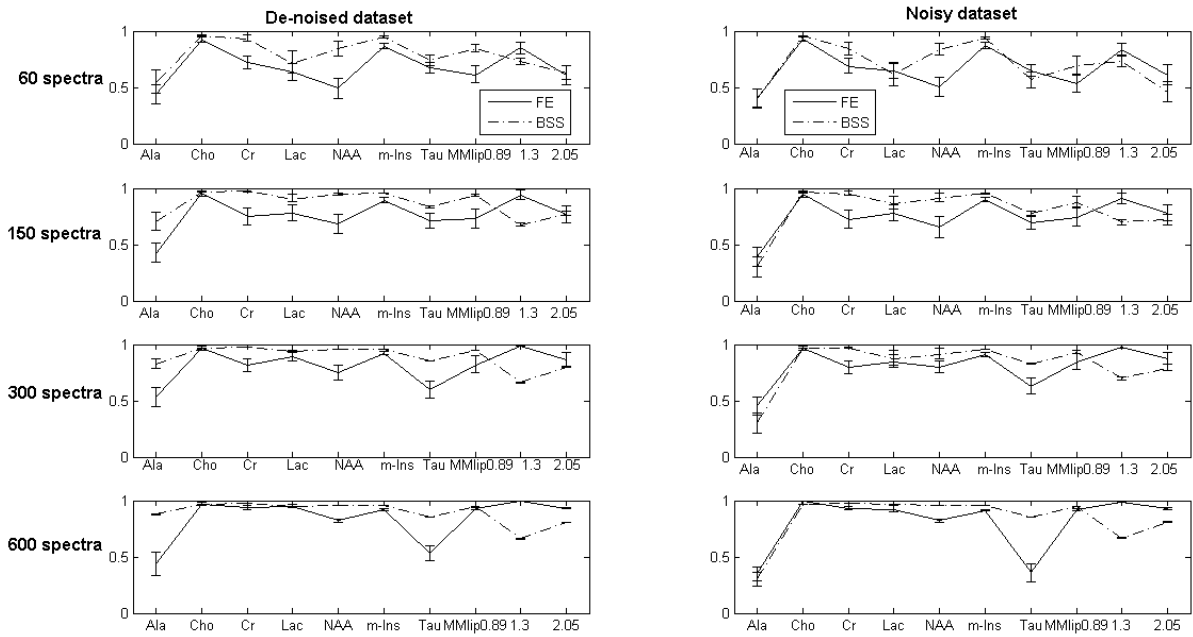 De-noised dataset
Noisy dataset
60 spectra
1
0.5
0
FE
BSS
Ala Cho Cr Lac NAA m-Ins Tau MMlip0.89 1.3 2.05
1
0.5
0
FE
BSS
Ala Cho Cr Lac NAA m-Ins Tau MMlip0.89 1.3 2.05
150 spectra
1
0.5
0
Ala Cho Cr Lac NAA m-Ins Tau MMlip0.89 1.3 2.05
1
0.5
0
Ala Cho Cr Lac NAA m-Ins Tau MMlip0.89 1.3 2.05
300 spectra
1
0.5
0
Ala Cho Cr Lac NAA m-Ins Tau MMlip0.89 1.3 2.05
1
0.5
0
Ala Cho Cr Lac NAA m-Ins Tau MMlip0.89 1.3 2.05
600 spectra
1
0.5
0
Ala Cho Cr Lac NAA m-Ins Tau MMlip0.89 1.3 2.05
1
0.5
0
Ala Cho Cr Lac NAA m-Ins Tau MMlip0.89 1.3 2.05